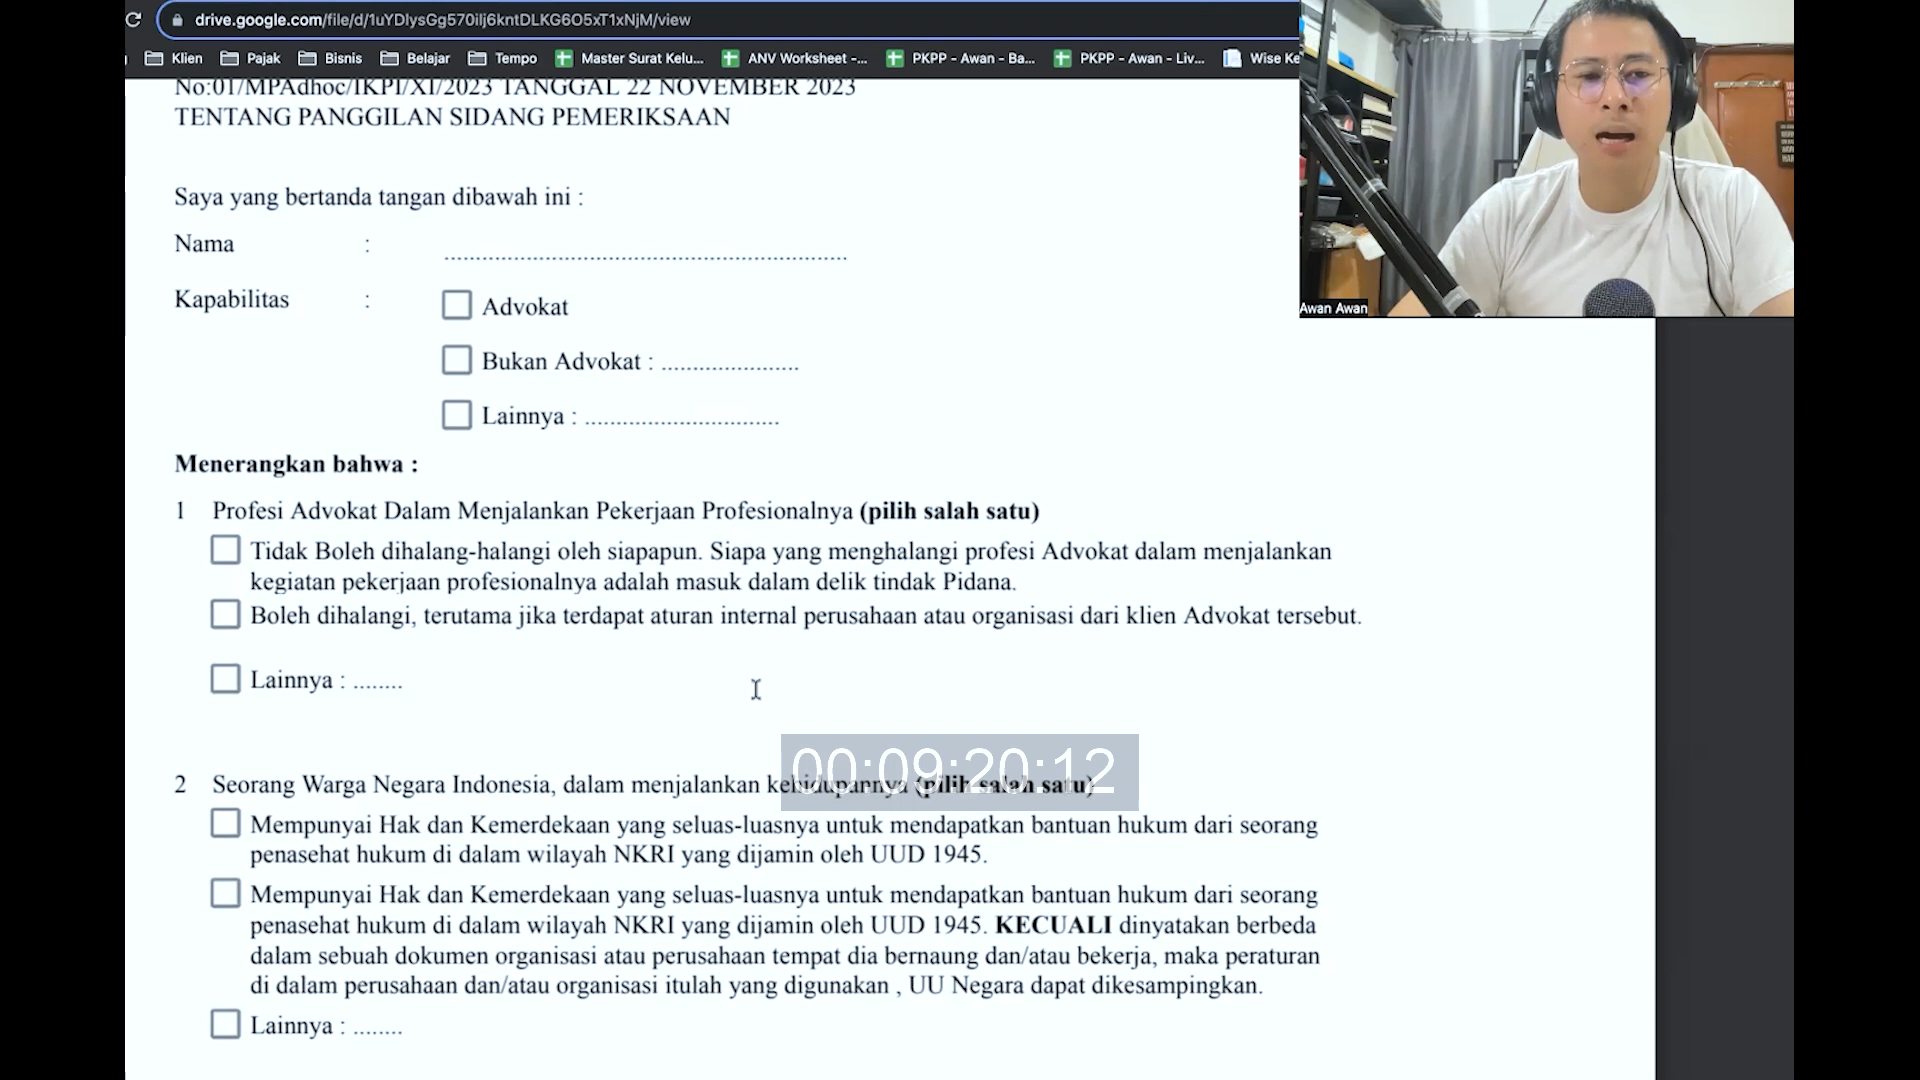 drive.google.com/file/d/1uYDlysGg570ilj6kntDLKG6O5xT1xNjM/view
Klien Pajak Bisnis Belajar Tempo Master Surat Kelu... ANV Worksheet -... PKPP - Awan - Ba... PKPP - Awan - Liv... Wise Ke
No:01/MPAdhoc/IKPI/XI/2023 TANGGAL 22 NOVEMBER 2023
TENTANG PANGGILAN SIDANG PEMERIKSAAN
Awan Awan
Saya yang bertanda tangan dibawah ini :
Nama : ................................................................
Kapabilitas : Advokat
Bukan Advokat : ......................
Lainnya : ...............................
Menerangkan bahwa :
1 Profesi Advokat Dalam Menjalankan Pekerjaan Profesionalnya (pilih salah satu)
Tidak Boleh dihalang-halangi oleh siapapun. Siapa yang menghalangi profesi Advokat dalam menjalankan
kegiatan pekerjaan profesionalnya adalah masuk dalam delik tindak Pidana.
Boleh dihalangi, terutama jika terdapat aturan internal perusahaan atau organisasi dari klien Advokat tersebut.
Lainnya : ........
00:09:20:12
2 Seorang Warga Negara Indonesia, dalam menjalankan kehidupannya (pilih salah satu)
Mempunyai Hak dan Kemerdekaan yang seluas-luasnya untuk mendapatkan bantuan hukum dari seorang
penasehat hukum di dalam wilayah NKRI yang dijamin oleh UUD 1945.
Mempunyai Hak dan Kemerdekaan yang seluas-luasnya untuk mendapatkan bantuan hukum dari seorang
penasehat hukum di dalam wilayah NKRI yang dijamin oleh UUD 1945. KECUALI dinyatakan berbeda
dalam sebuah dokumen organisasi atau perusahaan tempat dia bernaung dan/atau bekerja, maka peraturan
di dalam perusahaan dan/atau organisasi itulah yang digunakan , UU Negara dapat dikesampingkan.
Lainnya : ........